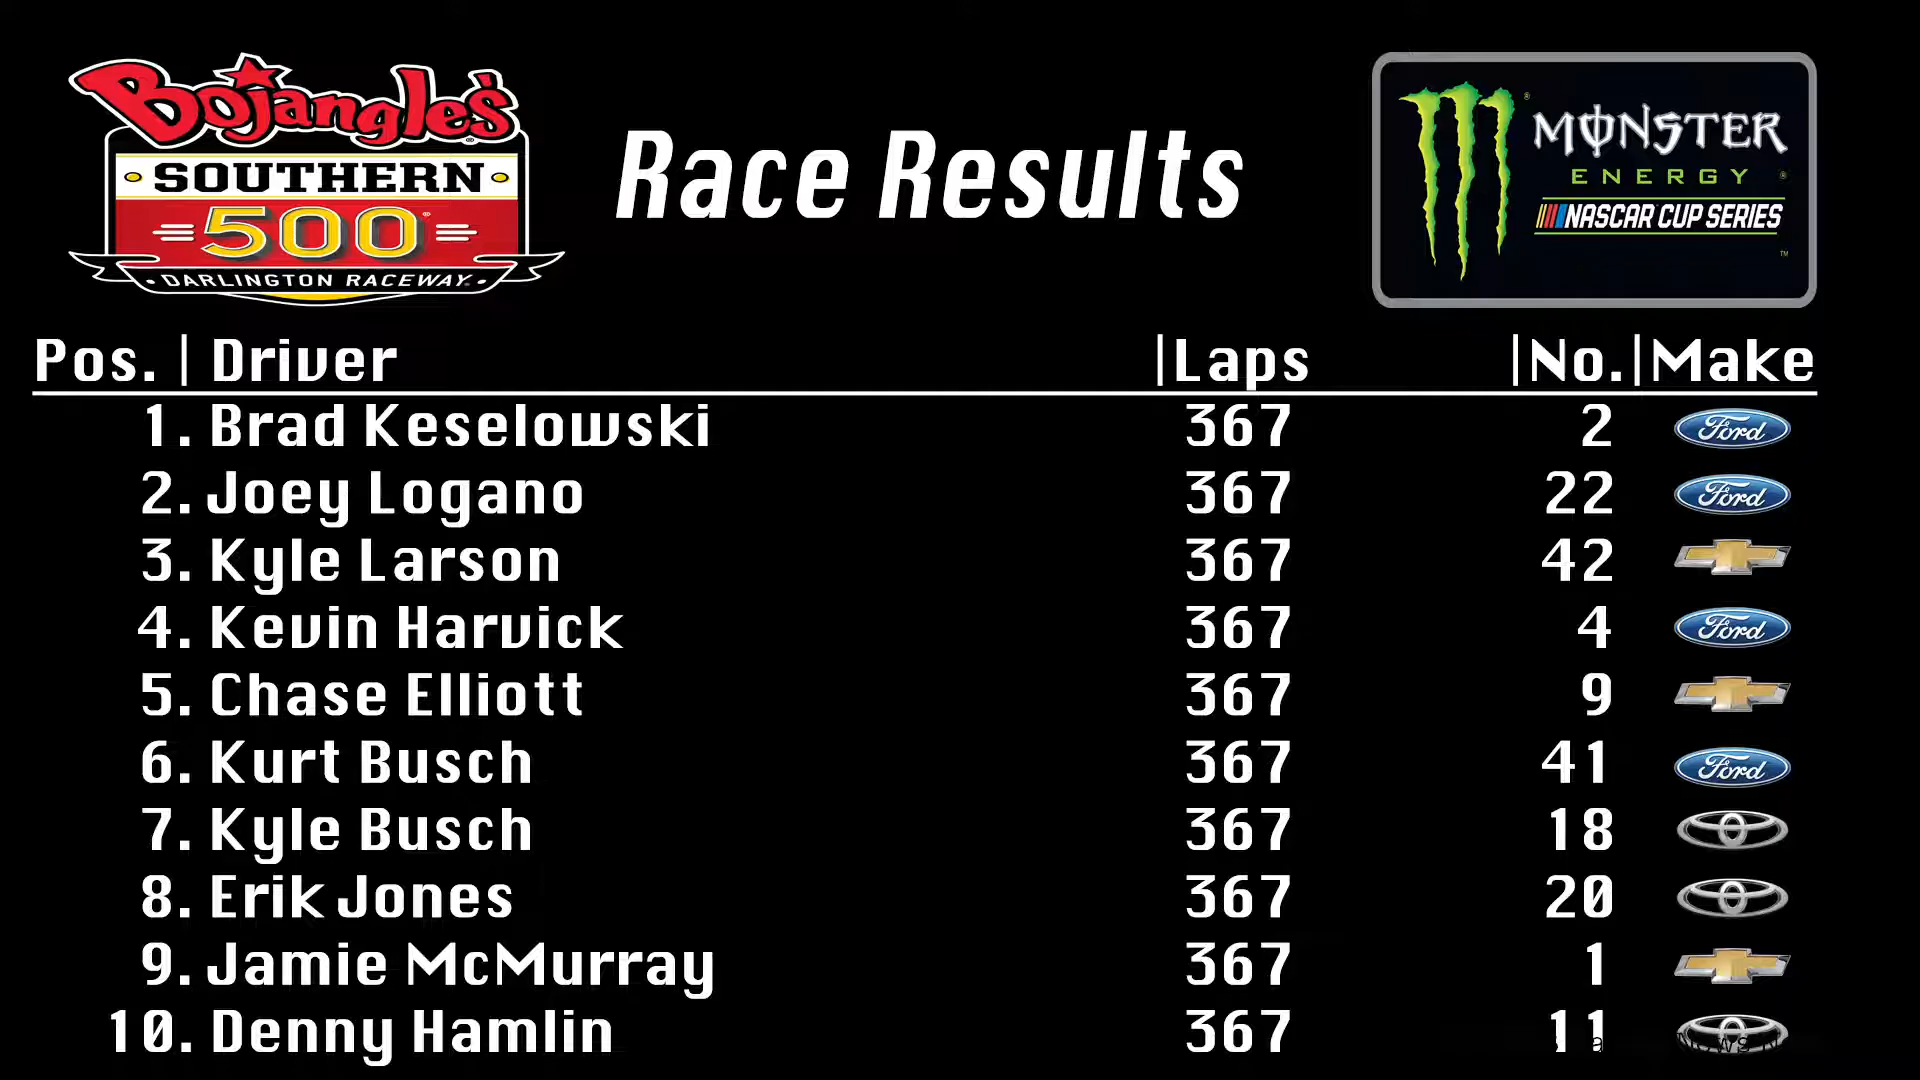 Bojangles'
SOUTHERN
500
DARLINGTON RACEWAY
Race Results
MONSTER
ENERGY
NASCAR CUP SERIES
Pos. | Driver |Laps |No.|Make
1. Brad Keselowski 367 2 Ford
2. Joey Logano 367 22 Ford
3. Kyle Larson 367 42
4. Kevin Harvick 367 4 Ford
5. Chase Elliott 367 9
6. Kurt Busch 367 41 Ford
7. Kyle Busch 367 18
8. Erik Jones 367 20
9. Jamie McMurray 367 1
10. Denny Hamlin 367 11